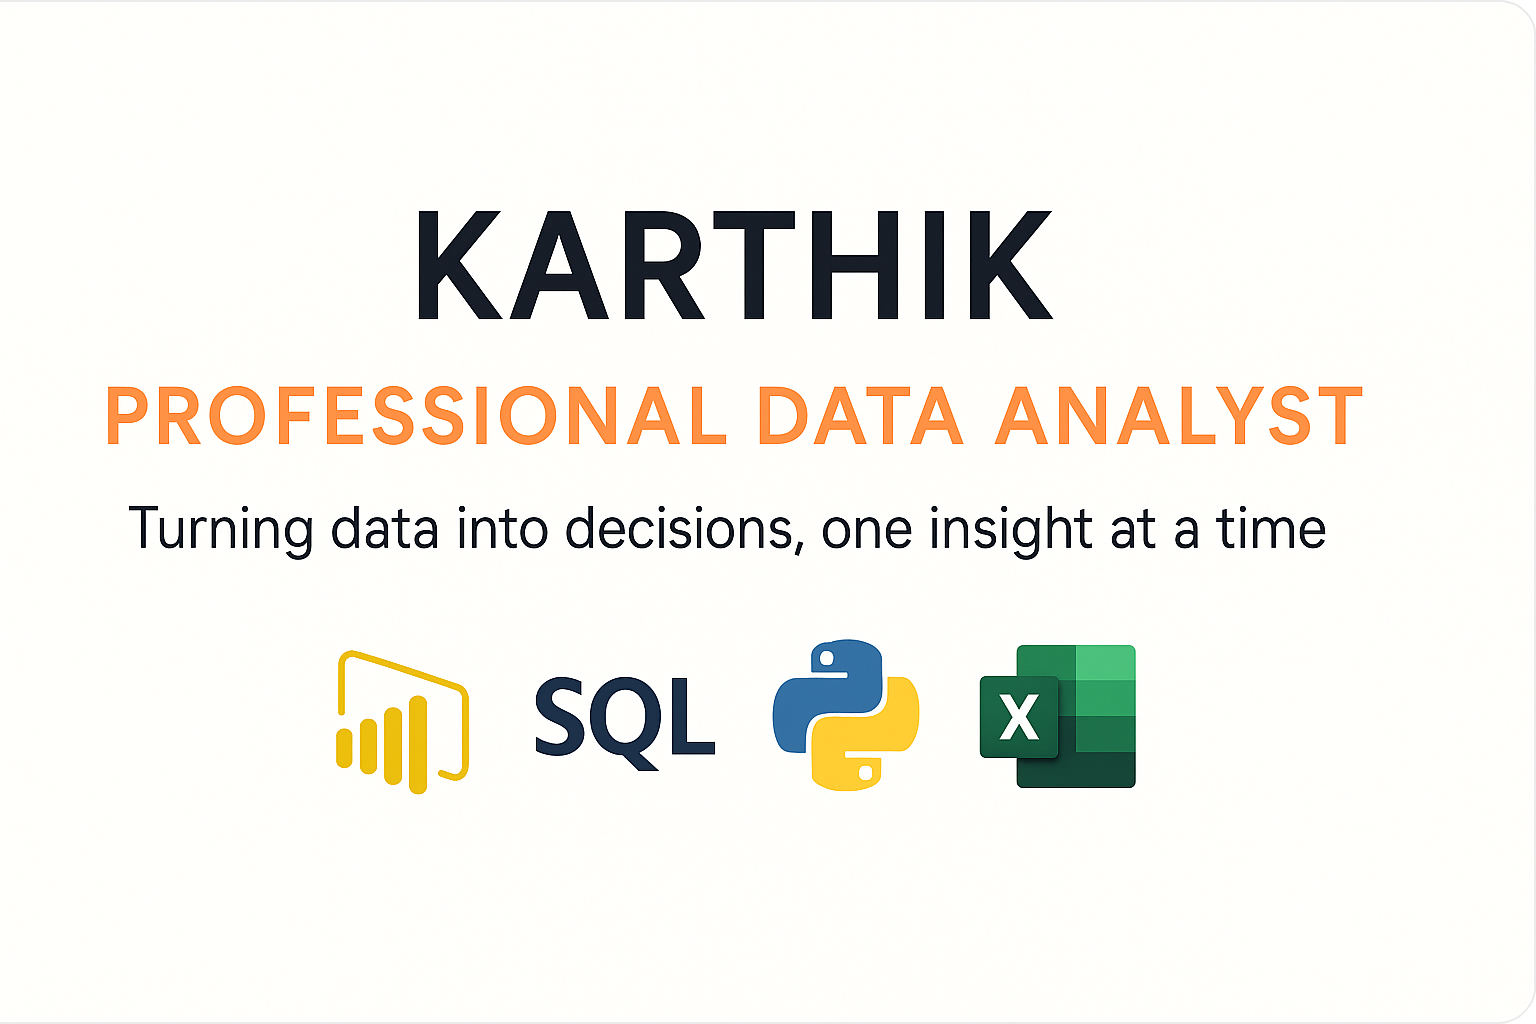 KARTHIK
PROFESSIONAL DATA ANALYST
Turning data into decisions, one insight at a time
SQL X